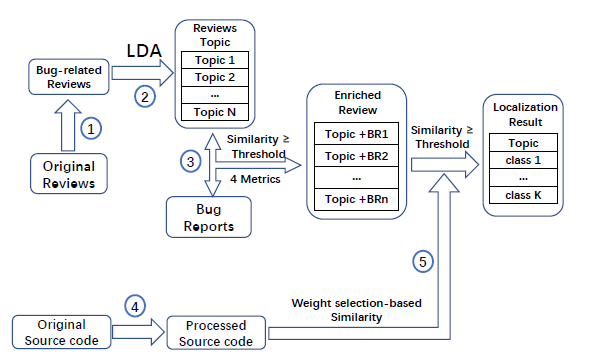 Reviews
Topic
LDA
Topic 1
Topic 2
...
Topic N
Bug-related
Reviews
2
1
Original
Reviews
3
Similarity ≥
Threshold
4 Metrics
Bug
Reports
Enriched
Review
Topic +BR1
Topic +BR2
...
Topic +BRn
Similarity ≥
Threshold
Localization
Result
Topic
class 1
...
class K
5
4
Original
Source code
Processed
Source code
Weight selection-based
Similarity